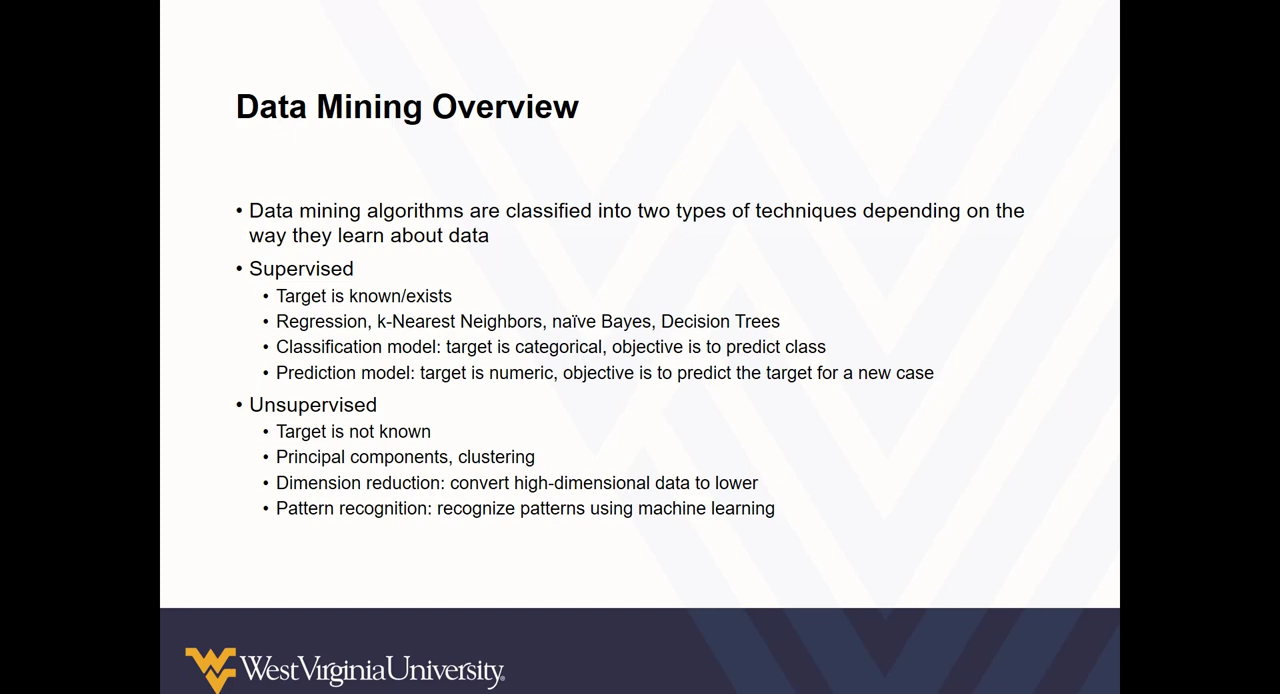 Data Mining Overview
• Data mining algorithms are classified into two types of techniques depending on the
way they learn about data
• Supervised
• Target is known/exists
• Regression, k-Nearest Neighbors, naïve Bayes, Decision Trees
• Classification model: target is categorical, objective is to predict class
• Prediction model: target is numeric, objective is to predict the target for a new case
• Unsupervised
• Target is not known
• Principal components, clustering
• Dimension reduction: convert high-dimensional data to lower
• Pattern recognition: recognize patterns using machine learning
WestVirginiaUniversity®